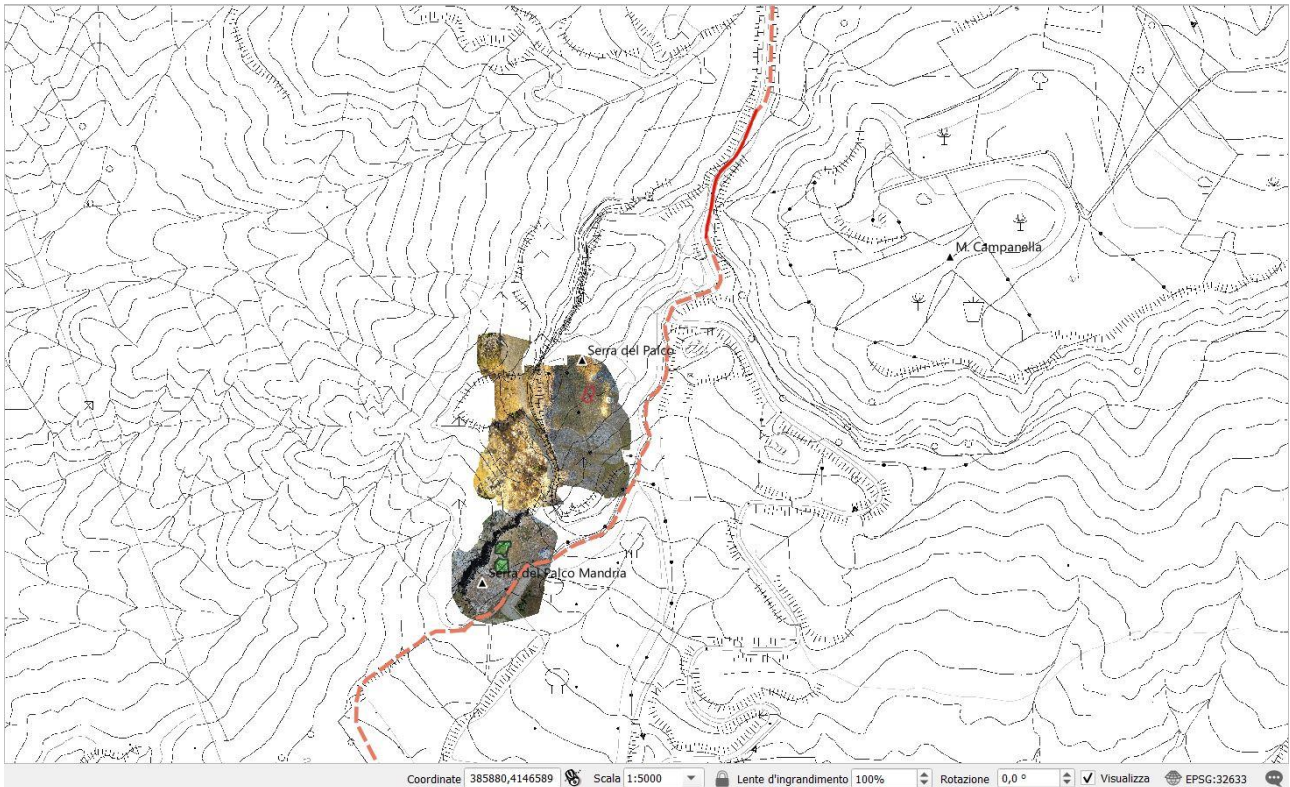 M. Campanella
Serra del Palco
Serra del Palco Mandria
Coordinate 385880,4146589 Scala 1:5000 Lente d'ingrandimento 100% Rotazione 0,0 ° Visualizza EPSG:32633